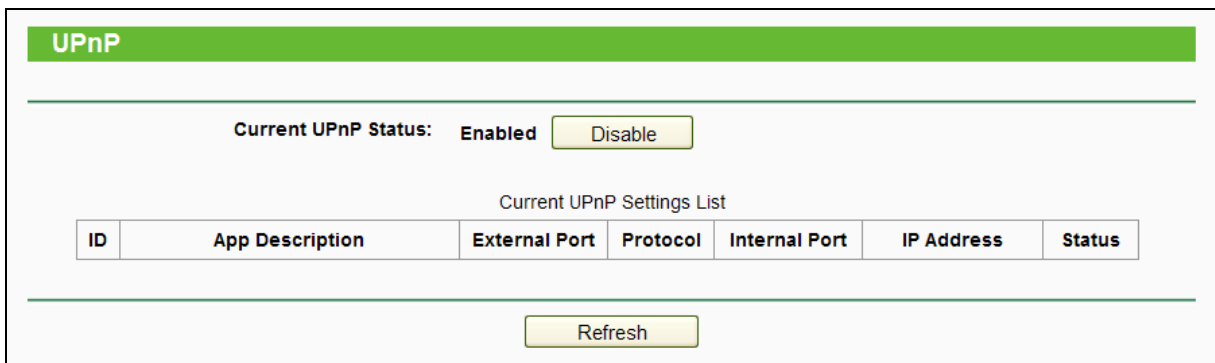 UPnP
Current UPnP Status: Enabled Disable
Current UPnP Settings List
ID App Description External Port Protocol Internal Port IP Address Status
Refresh